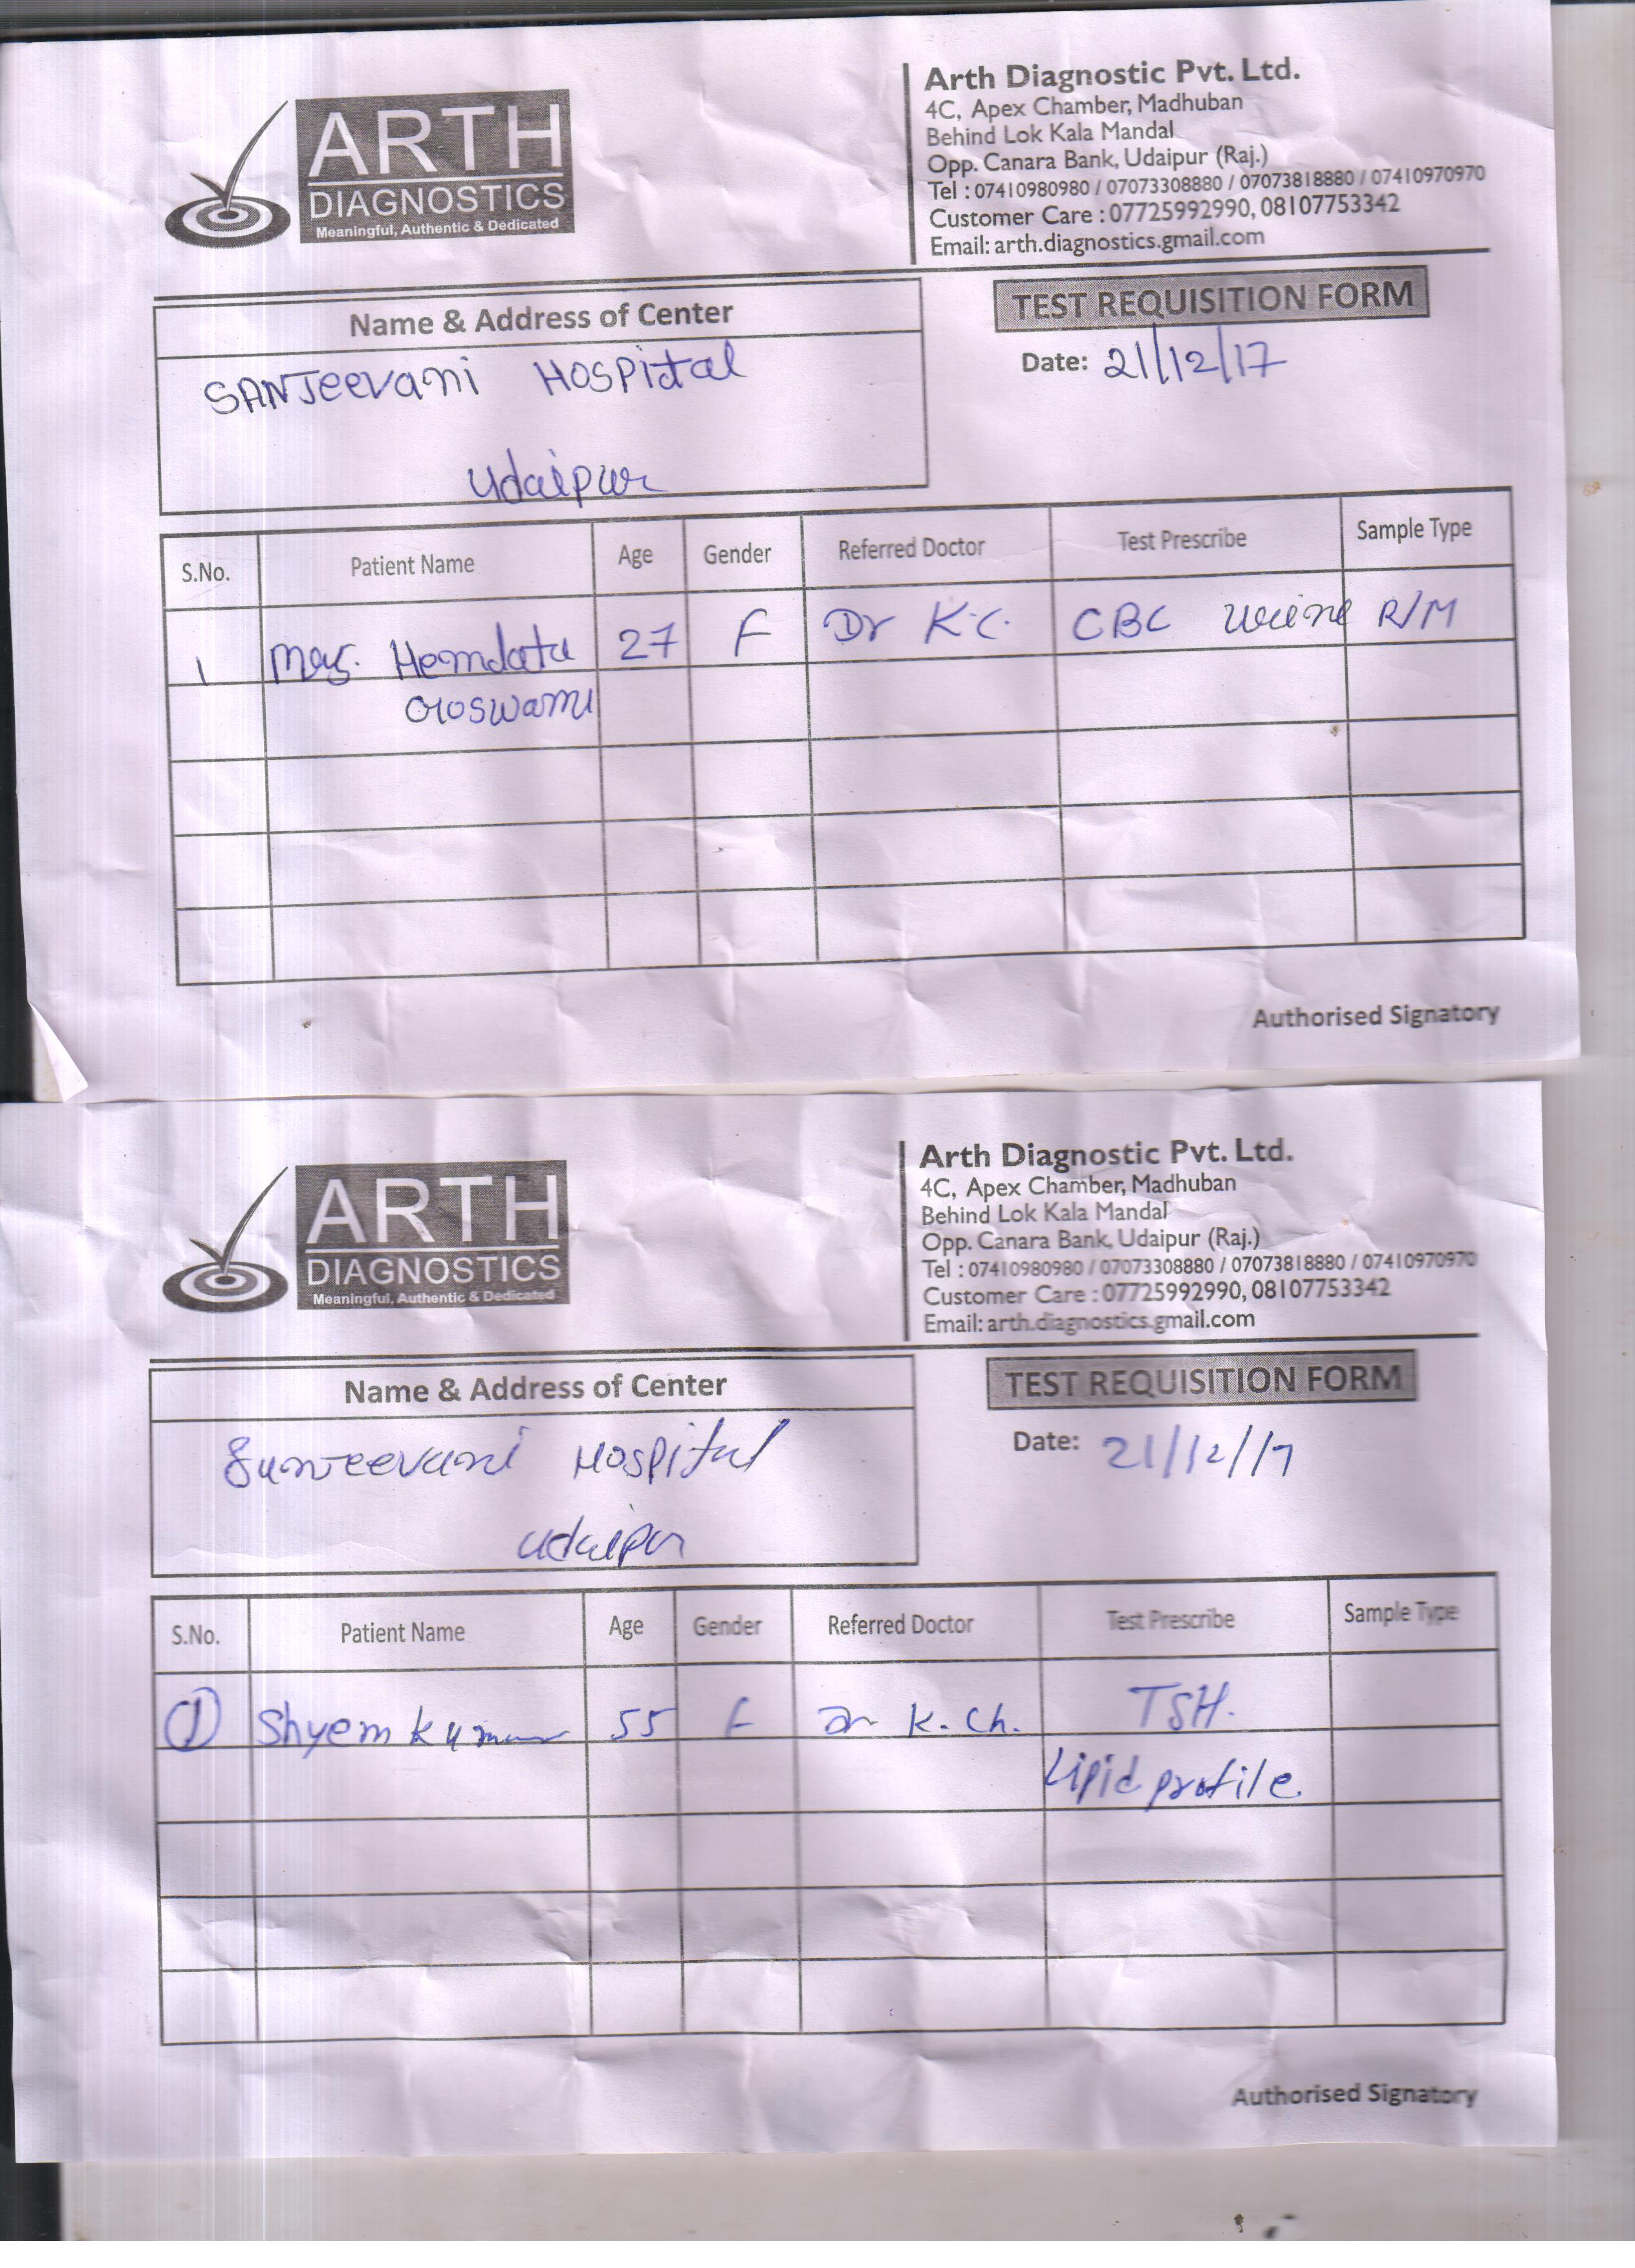 ARTH
DIAGNOSTICS
Meaningful, Authentic & Dedicated
Arth Diagnostic Pvt. Ltd.
4C, Apex Chamber, Madhuban
Behind Lok Kala Mandal
Opp. Canara Bank, Udaipur (Raj.)
Tel : 07410980980 / 07073308880 / 07073818880 / 07410970970
Customer Care : 07725992990, 08107753342
Email: arth.diagnostics.gmail.com
Name & Address of Center
TEST REQUISITION FORM
SANJeevani Hospital
Date: 21/12/17
Udaipur
S.No. Patient Name Age Gender Referred Doctor Test Prescribe Sample Type
1 Hemlata 27 F Dr K.C. CBC Urine R/M
Goswami
Authorised Signatory
ARTH
DIAGNOSTICS
Meaningful, Authentic & Dedicated
Arth Diagnostic Pvt. Ltd.
4C, Apex Chamber, Madhuban
Behind Lok Kala Mandal
Opp. Canara Bank, Udaipur (Raj.)
Tel : 07410980980 / 07073308880 / 07073818880 / 07410970970
Customer Care : 07725992990, 08107753342
Email: arth.diagnostics.gmail.com
Name & Address of Center
TEST REQUISITION FORM
Sunjeevani Hospital
Date: 21/12/17
Udaipur
S.No. Patient Name Age Gender Referred Doctor Test Prescribe Sample Type
1 Shyem kumar 55 F Dr K. Ch. TSH.
Lipid profile.
Authorised Signatory